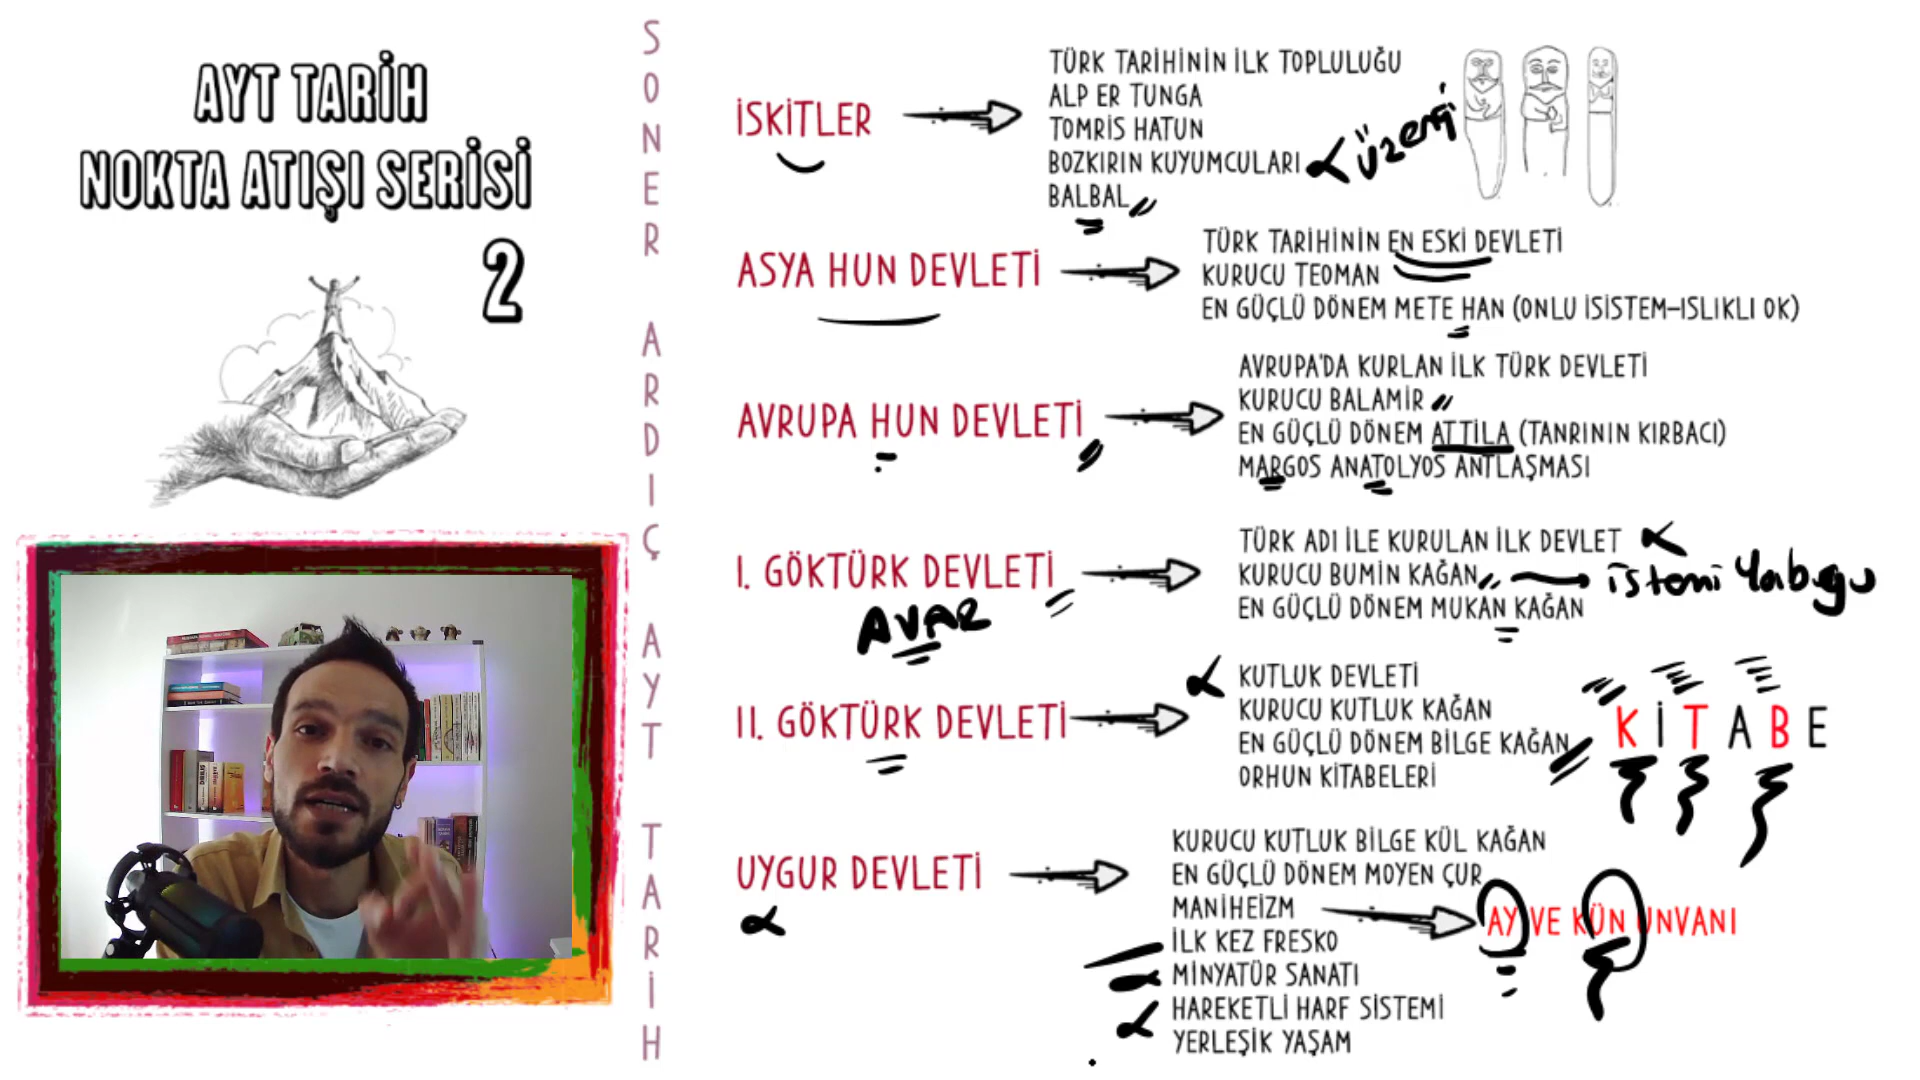 AYT TARİH
NOKTA ATIŞI SERİSİ
2
SONER ARDIÇ AYT TARİH
İSKİTLER
TÜRK TARİHİNİN İLK TOPLULUĞU
ALP ER TUNGA
TOMRİS HATUN
BOZKIRIN KUYUMCULARI
üzengi
BALBAL
ASYA HUN DEVLETİ
TÜRK TARİHİNİN EN ESKİ DEVLETİ
KURUCU TEOMAN
EN GÜÇLÜ DÖNEM METE HAN (ONLU İSİSTEM-ISLIKLI OK)
AVRUPA HUN DEVLETİ
AVRUPA'DA KURLAN İLK TÜRK DEVLETİ
KURUCU BALAMİR
EN GÜÇLÜ DÖNEM ATTİLA (TANRININ KIRBACI)
MARGOS ANATOLYOS ANTLAŞMASI
I. GÖKTÜRK DEVLETİ
AVAR
TÜRK ADI İLE KURULAN İLK DEVLET
KURUCU BUMİN KAĞAN
istemi Yabgu
EN GÜÇLÜ DÖNEM MUKAN KAĞAN
II. GÖKTÜRK DEVLETİ
KUTLUK DEVLETİ
KURUCU KUTLUK KAĞAN
EN GÜÇLÜ DÖNEM BİLGE KAĞAN
ORHUN KİTABELERİ
KİTABE
UYGUR DEVLETİ
KURUCU KUTLUK BİLGE KÜL KAĞAN
EN GÜÇLÜ DÖNEM MOYEN ÇUR
MANİHEİZM
AY VE KÜN UNVANI
İLK KEZ FRESKO
MİNYATÜR SANATI
HAREKETLİ HARF SİSTEMİ
YERLEŞİK YAŞAM